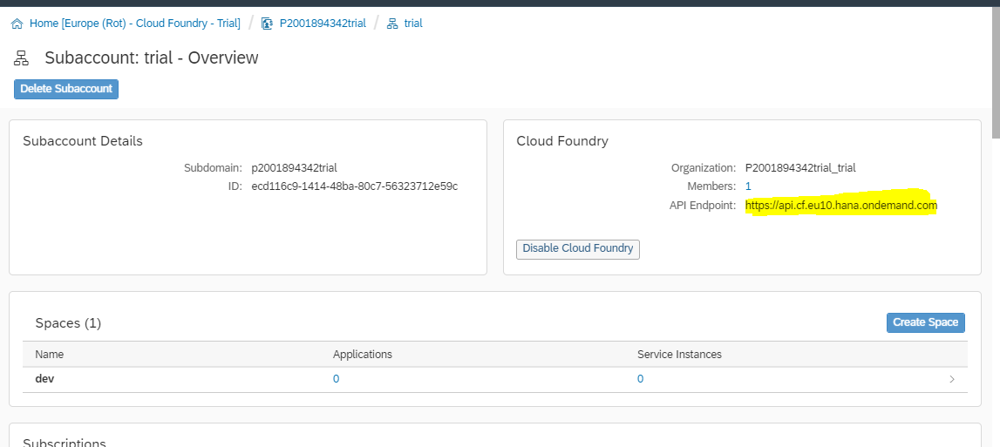 Home [Europe (Rot) - Cloud Foundry - Trial] / P2001894342trial / trial
Subaccount: trial - Overview
Delete Subaccount
Subaccount Details
Subdomain: p2001894342trial
ID: ecd116c9-1414-48ba-80c7-56323712e59c
Cloud Foundry
Organization: P2001894342trial_trial
Members: 1
API Endpoint: https://api.cf.eu10.hana.ondemand.com
Disable Cloud Foundry
Spaces (1)
Create Space
Name Applications Service Instances
dev 0 0
Subscriptions